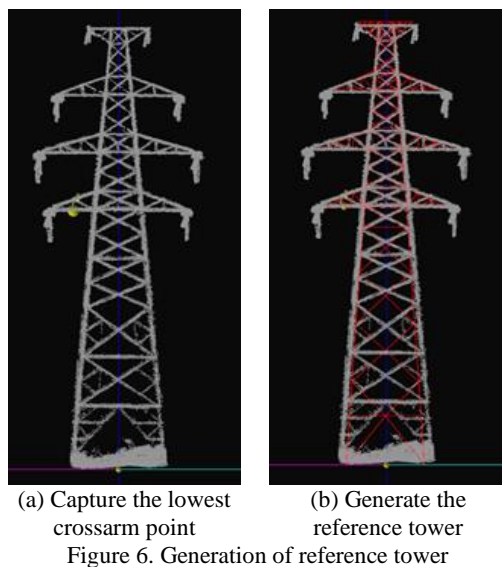 (a) Capture the lowest
crossarm point
(b) Generate the
reference tower
Figure 6. Generation of reference tower